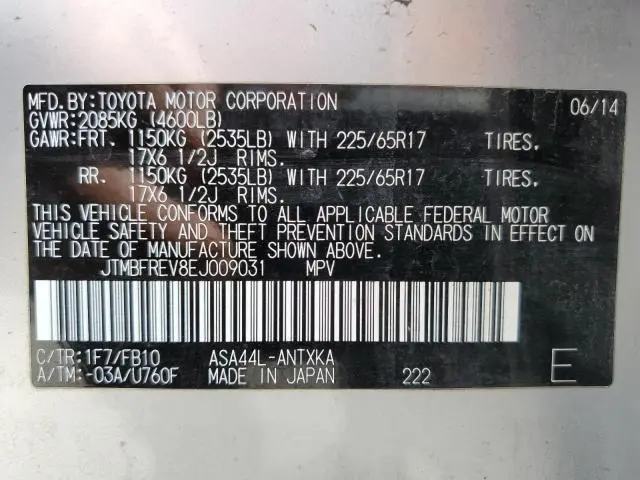 MFD.BY:TOYOTA MOTOR CORPORATION 06/14
GVWR:2085KG (4600LB)
GAWR:FRT. 1150KG (2535LB) WITH 225/65R17 TIRES.
17X6 1/2J RIMS.
RR. 1150KG (2535LB) WITH 225/65R17 TIRES.
17X6 1/2J RIMS.
THIS VEHICLE CONFORMS TO ALL APPLICABLE FEDERAL MOTOR
VEHICLE SAFETY AND THEFT PREVENTION STANDARDS IN EFFECT ON
THE DATE OF MANUFACTURE SHOWN ABOVE.
JTMBFREV8EJ009031 MPV
C/TR:1F7/FB10 ASA44L-ANTXKA
A/TM:-03A/U760F MADE IN JAPAN 222 E